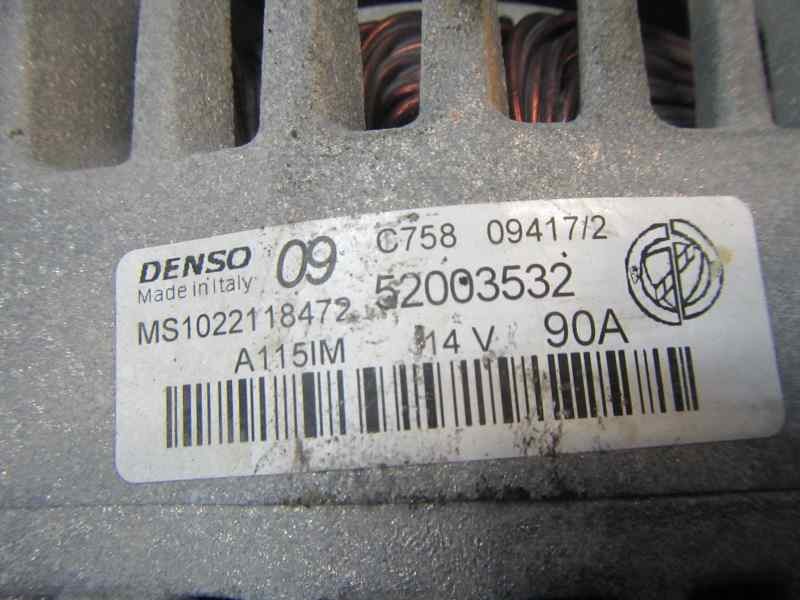 DENSO 09 C758 09417/2
Made in Italy
MS1022118472 52003532
A115IM 14 V 90A